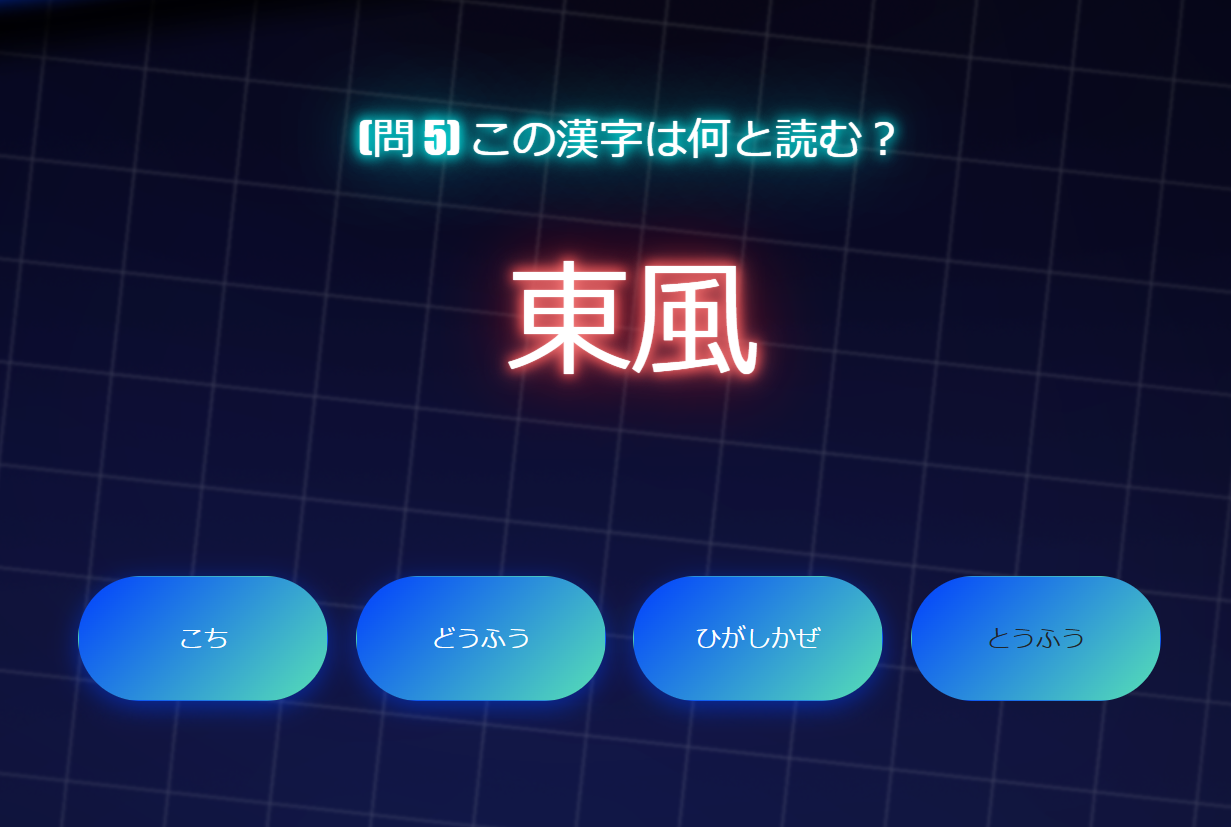 (問 5) この漢字は何と読む？
東風
こち
どうふう
ひがしかぜ
とうふう